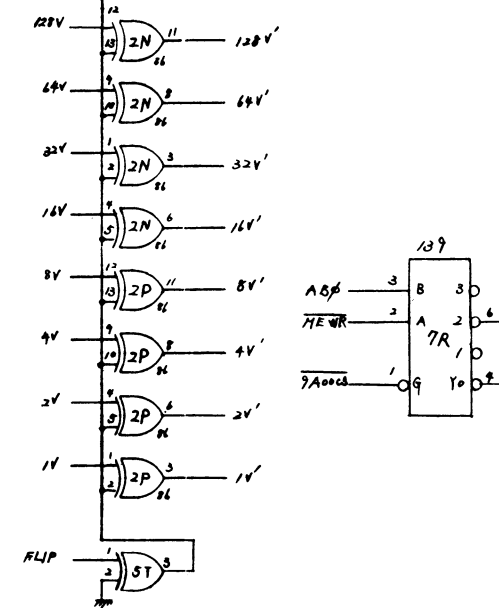 12
128V 13 2N 11 86 128V'
9
64V 10 2N 8 86 64V'
1
32V 2 2N 3 86 32V'
4
16V 5 2N 6 86 16V'
12
8V 13 2P 11 86 8V'
9
4V 10 2P 8 86 4V'
4
2V 5 2P 6 86 2V'
1
1V 2 2P 3 86 1V'
FLIP 1 2 5T 3
139
ABØ 3 B 3
MEWR 2 A 2 6
7R
1
9A00CS 1 G Y0 4